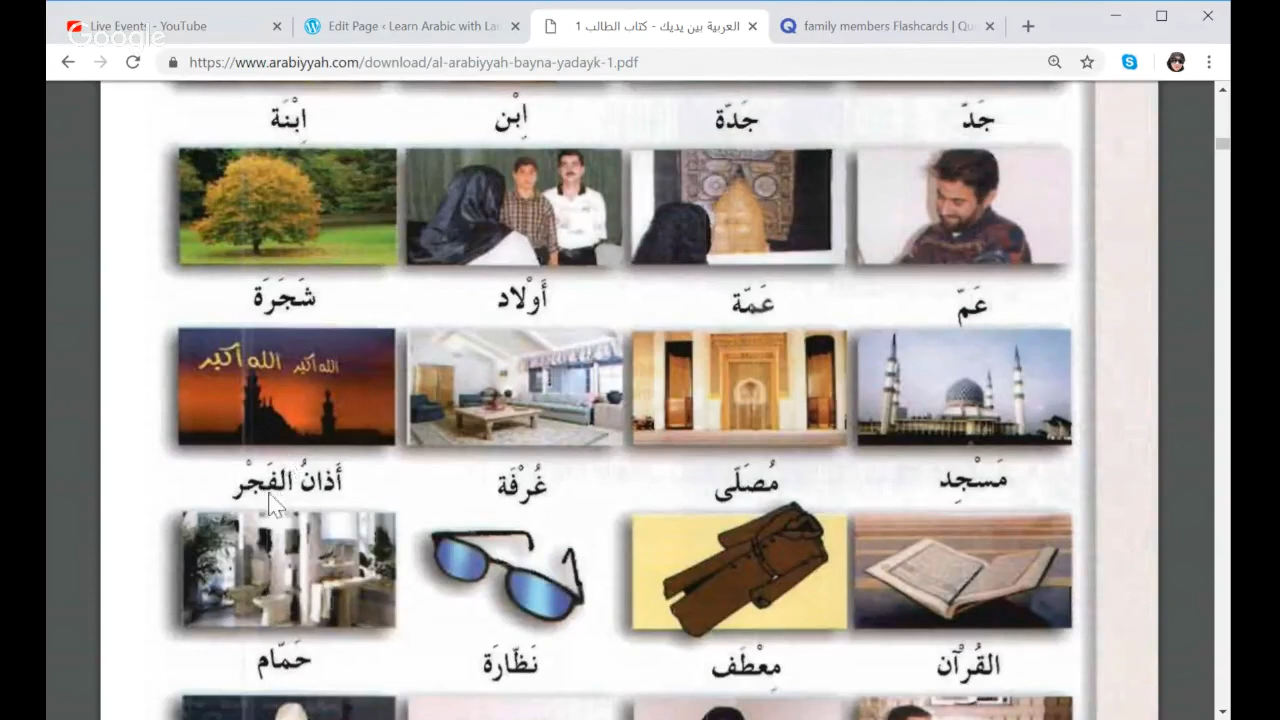 Live Events - YouTube
Edit Page ‹ Learn Arabic with La
العربية بين يديك - كتاب الطالب 1
family members Flashcards | Qu
Google
https://www.arabiyyah.com/download/al-arabiyyah-bayna-yadayk-1.pdf
جَدّ جَدّة اِبْن اِبْنَة
عَمّ عَمّة أَوْلاد شَجَرَة
الله أكبر الله أكبر
مَسْجِد مُصَلّى غُرْفَة أَذانُ الفَجْر
القُرْآن مِعْطَف نَظّارَة حَمّام